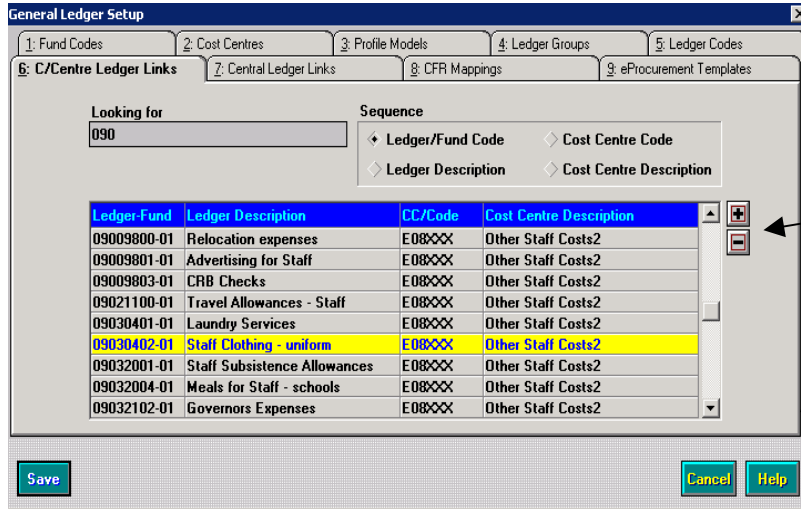 General Ledger Setup
1: Fund Codes 2: Cost Centres 3: Profile Models 4: Ledger Groups 5: Ledger Codes
6: C/Centre Ledger Links 7: Central Ledger Links 8: CFR Mappings 9: eProcurement Templates
Looking for Sequence
090 Ledger/Fund Code Cost Centre Code
Ledger Description Cost Centre Description
Ledger-Fund Ledger Description CC/Code Cost Centre Description
09009800-01 Relocation expenses E08XXX Other Staff Costs2
09009801-01 Advertising for Staff E08XXX Other Staff Costs2
09009803-01 CRB Checks E08XXX Other Staff Costs2
09021100-01 Travel Allowances - Staff E08XXX Other Staff Costs2
09030401-01 Laundry Services E08XXX Other Staff Costs2
09030402-01 Staff Clothing - uniform E08XXX Other Staff Costs2
09032001-01 Staff Subsistence Allowances E08XXX Other Staff Costs2
09032004-01 Meals for Staff - schools E08XXX Other Staff Costs2
09032102-01 Governors Expenses E08XXX Other Staff Costs2
Save Cancel Help